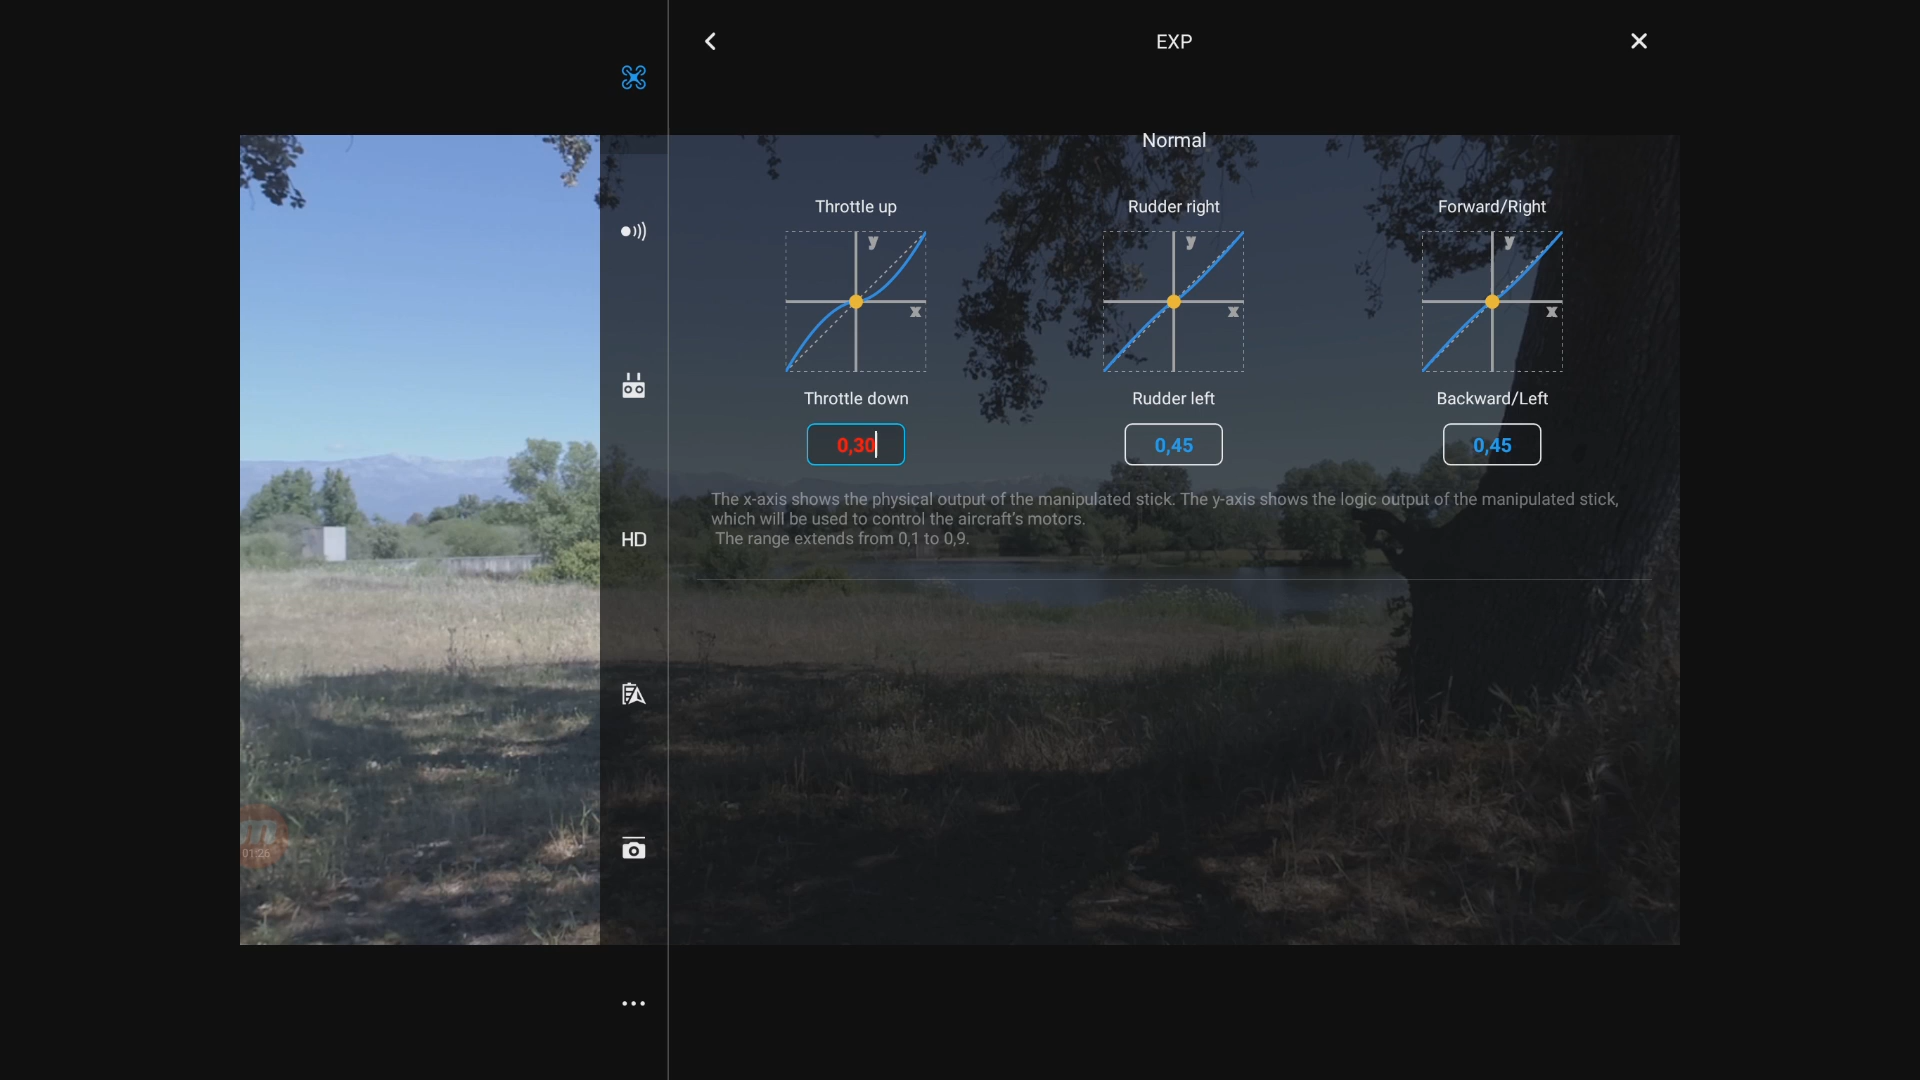 EXP
Normal
Throttle up
Rudder right
Forward/Right
y
y
y
x
x
x
Throttle down
Rudder left
Backward/Left
0,30
0,45
0,45
The x-axis shows the physical output of the manipulated stick. The y-axis shows the logic output of the manipulated stick,
which will be used to control the aircraft's motors.
The range extends from 0,1 to 0,9.
HD
01:26